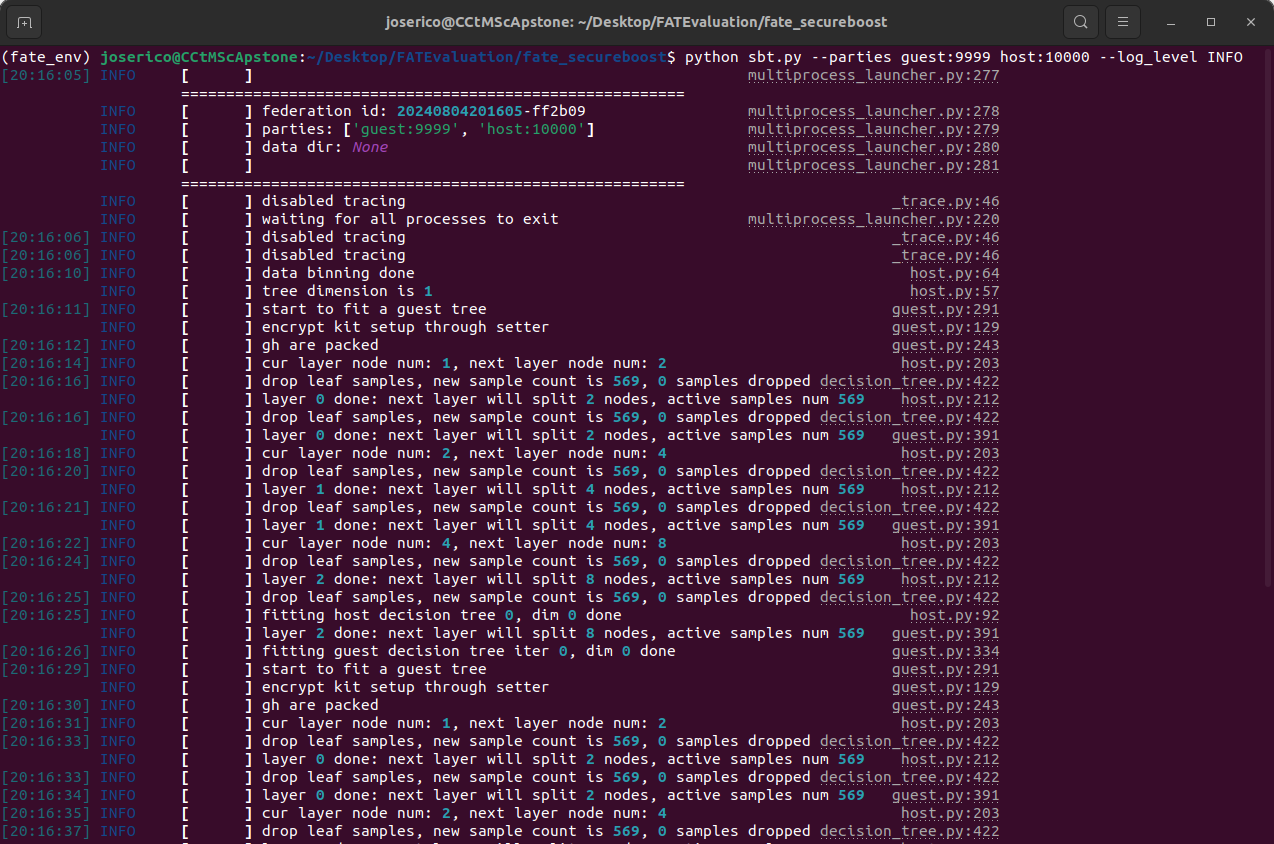 joserico@CCtMScApstone: ~/Desktop/FATEvaluation/fate_secureboost
(fate_env) joserico@CCtMScApstone:~/Desktop/FATEvaluation/fate_secureboost$ python sbt.py --parties guest:9999 host:10000 --log_level INFO
[20:16:05] INFO     [      ]                                                       multiprocess_launcher.py:277
========================================================
INFO     [      ] federation id: 20240804201605-ff2b09 multiprocess_launcher.py:278
INFO     [      ] parties: ['guest:9999', 'host:10000'] multiprocess_launcher.py:279
INFO     [      ] data dir: None multiprocess_launcher.py:280
INFO     [      ] multiprocess_launcher.py:281
========================================================
INFO     [      ] disabled tracing _trace.py:46
INFO     [      ] waiting for all processes to exit multiprocess_launcher.py:220
[20:16:06] INFO     [      ] disabled tracing _trace.py:46
[20:16:06] INFO     [      ] disabled tracing _trace.py:46
[20:16:10] INFO     [      ] data binning done host.py:64
INFO     [      ] tree dimension is 1 host.py:57
[20:16:11] INFO     [      ] start to fit a guest tree guest.py:291
INFO     [      ] encrypt kit setup through setter guest.py:129
[20:16:12] INFO     [      ] gh are packed guest.py:243
[20:16:14] INFO     [      ] cur layer node num: 1, next layer node num: 2 host.py:203
[20:16:16] INFO     [      ] drop leaf samples, new sample count is 569, 0 samples dropped decision_tree.py:422
INFO     [      ] layer 0 done: next layer will split 2 nodes, active samples num 569 host.py:212
[20:16:16] INFO     [      ] drop leaf samples, new sample count is 569, 0 samples dropped decision_tree.py:422
INFO     [      ] layer 0 done: next layer will split 2 nodes, active samples num 569 guest.py:391
[20:16:18] INFO     [      ] cur layer node num: 2, next layer node num: 4 host.py:203
[20:16:20] INFO     [      ] drop leaf samples, new sample count is 569, 0 samples dropped decision_tree.py:422
INFO     [      ] layer 1 done: next layer will split 4 nodes, active samples num 569 host.py:212
[20:16:21] INFO     [      ] drop leaf samples, new sample count is 569, 0 samples dropped decision_tree.py:422
INFO     [      ] layer 1 done: next layer will split 4 nodes, active samples num 569 guest.py:391
[20:16:22] INFO     [      ] cur layer node num: 4, next layer node num: 8 host.py:203
[20:16:24] INFO     [      ] drop leaf samples, new sample count is 569, 0 samples dropped decision_tree.py:422
INFO     [      ] layer 2 done: next layer will split 8 nodes, active samples num 569 host.py:212
[20:16:25] INFO     [      ] drop leaf samples, new sample count is 569, 0 samples dropped decision_tree.py:422
[20:16:25] INFO     [      ] fitting host decision tree 0, dim 0 done host.py:92
INFO     [      ] layer 2 done: next layer will split 8 nodes, active samples num 569 guest.py:391
[20:16:26] INFO     [      ] fitting guest decision tree iter 0, dim 0 done guest.py:334
[20:16:29] INFO     [      ] start to fit a guest tree guest.py:291
INFO     [      ] encrypt kit setup through setter guest.py:129
[20:16:30] INFO     [      ] gh are packed guest.py:243
[20:16:31] INFO     [      ] cur layer node num: 1, next layer node num: 2 host.py:203
[20:16:33] INFO     [      ] drop leaf samples, new sample count is 569, 0 samples dropped decision_tree.py:422
INFO     [      ] layer 0 done: next layer will split 2 nodes, active samples num 569 host.py:212
[20:16:33] INFO     [      ] drop leaf samples, new sample count is 569, 0 samples dropped decision_tree.py:422
[20:16:34] INFO     [      ] layer 0 done: next layer will split 2 nodes, active samples num 569 guest.py:391
[20:16:35] INFO     [      ] cur layer node num: 2, next layer node num: 4 host.py:203
[20:16:37] INFO     [      ] drop leaf samples, new sample count is 569, 0 samples dropped decision_tree.py:422